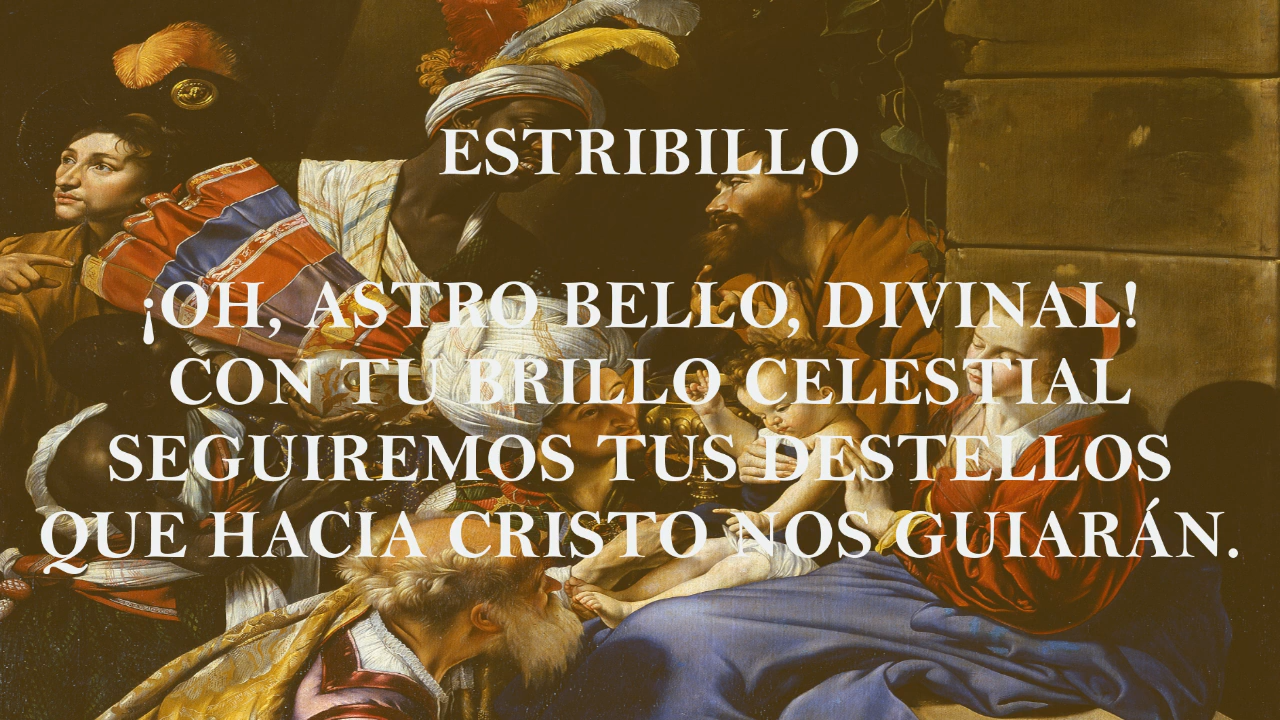 ESTRIBILLO
¡OH, ASTRO BELLO, DIVINAL!
CON TU BRILLO CELESTIAL
SEGUIREMOS TUS DESTELLOS
QUE HACIA CRISTO NOS GUIARÁN.